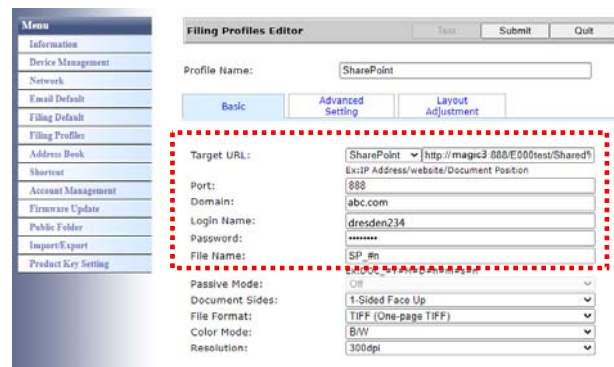 Menu
Information
Device Management
Network
Email Default
Filing Default
Filing Profiles
Address Book
Shortcut
Account Management
Firmware Update
Public Folder
Import/Export
Product Key Setting
Filing Profiles Editor Test Submit Quit
Profile Name: SharePoint
Basic Advanced Setting Layout Adjustment
Target URL: SharePoint http://magic3.888/E000test/Shared
Ex:IP Address/website/Document Position
Port: 888
Domain: abc.com
Login Name: dresden234
Password: ••••••••
File Name: SP_#n
Passive Mode: Off
Document Sides: 1-Sided Face Up
File Format: TIFF (One-page TIFF)
Color Mode: B/W
Resolution: 300dpi